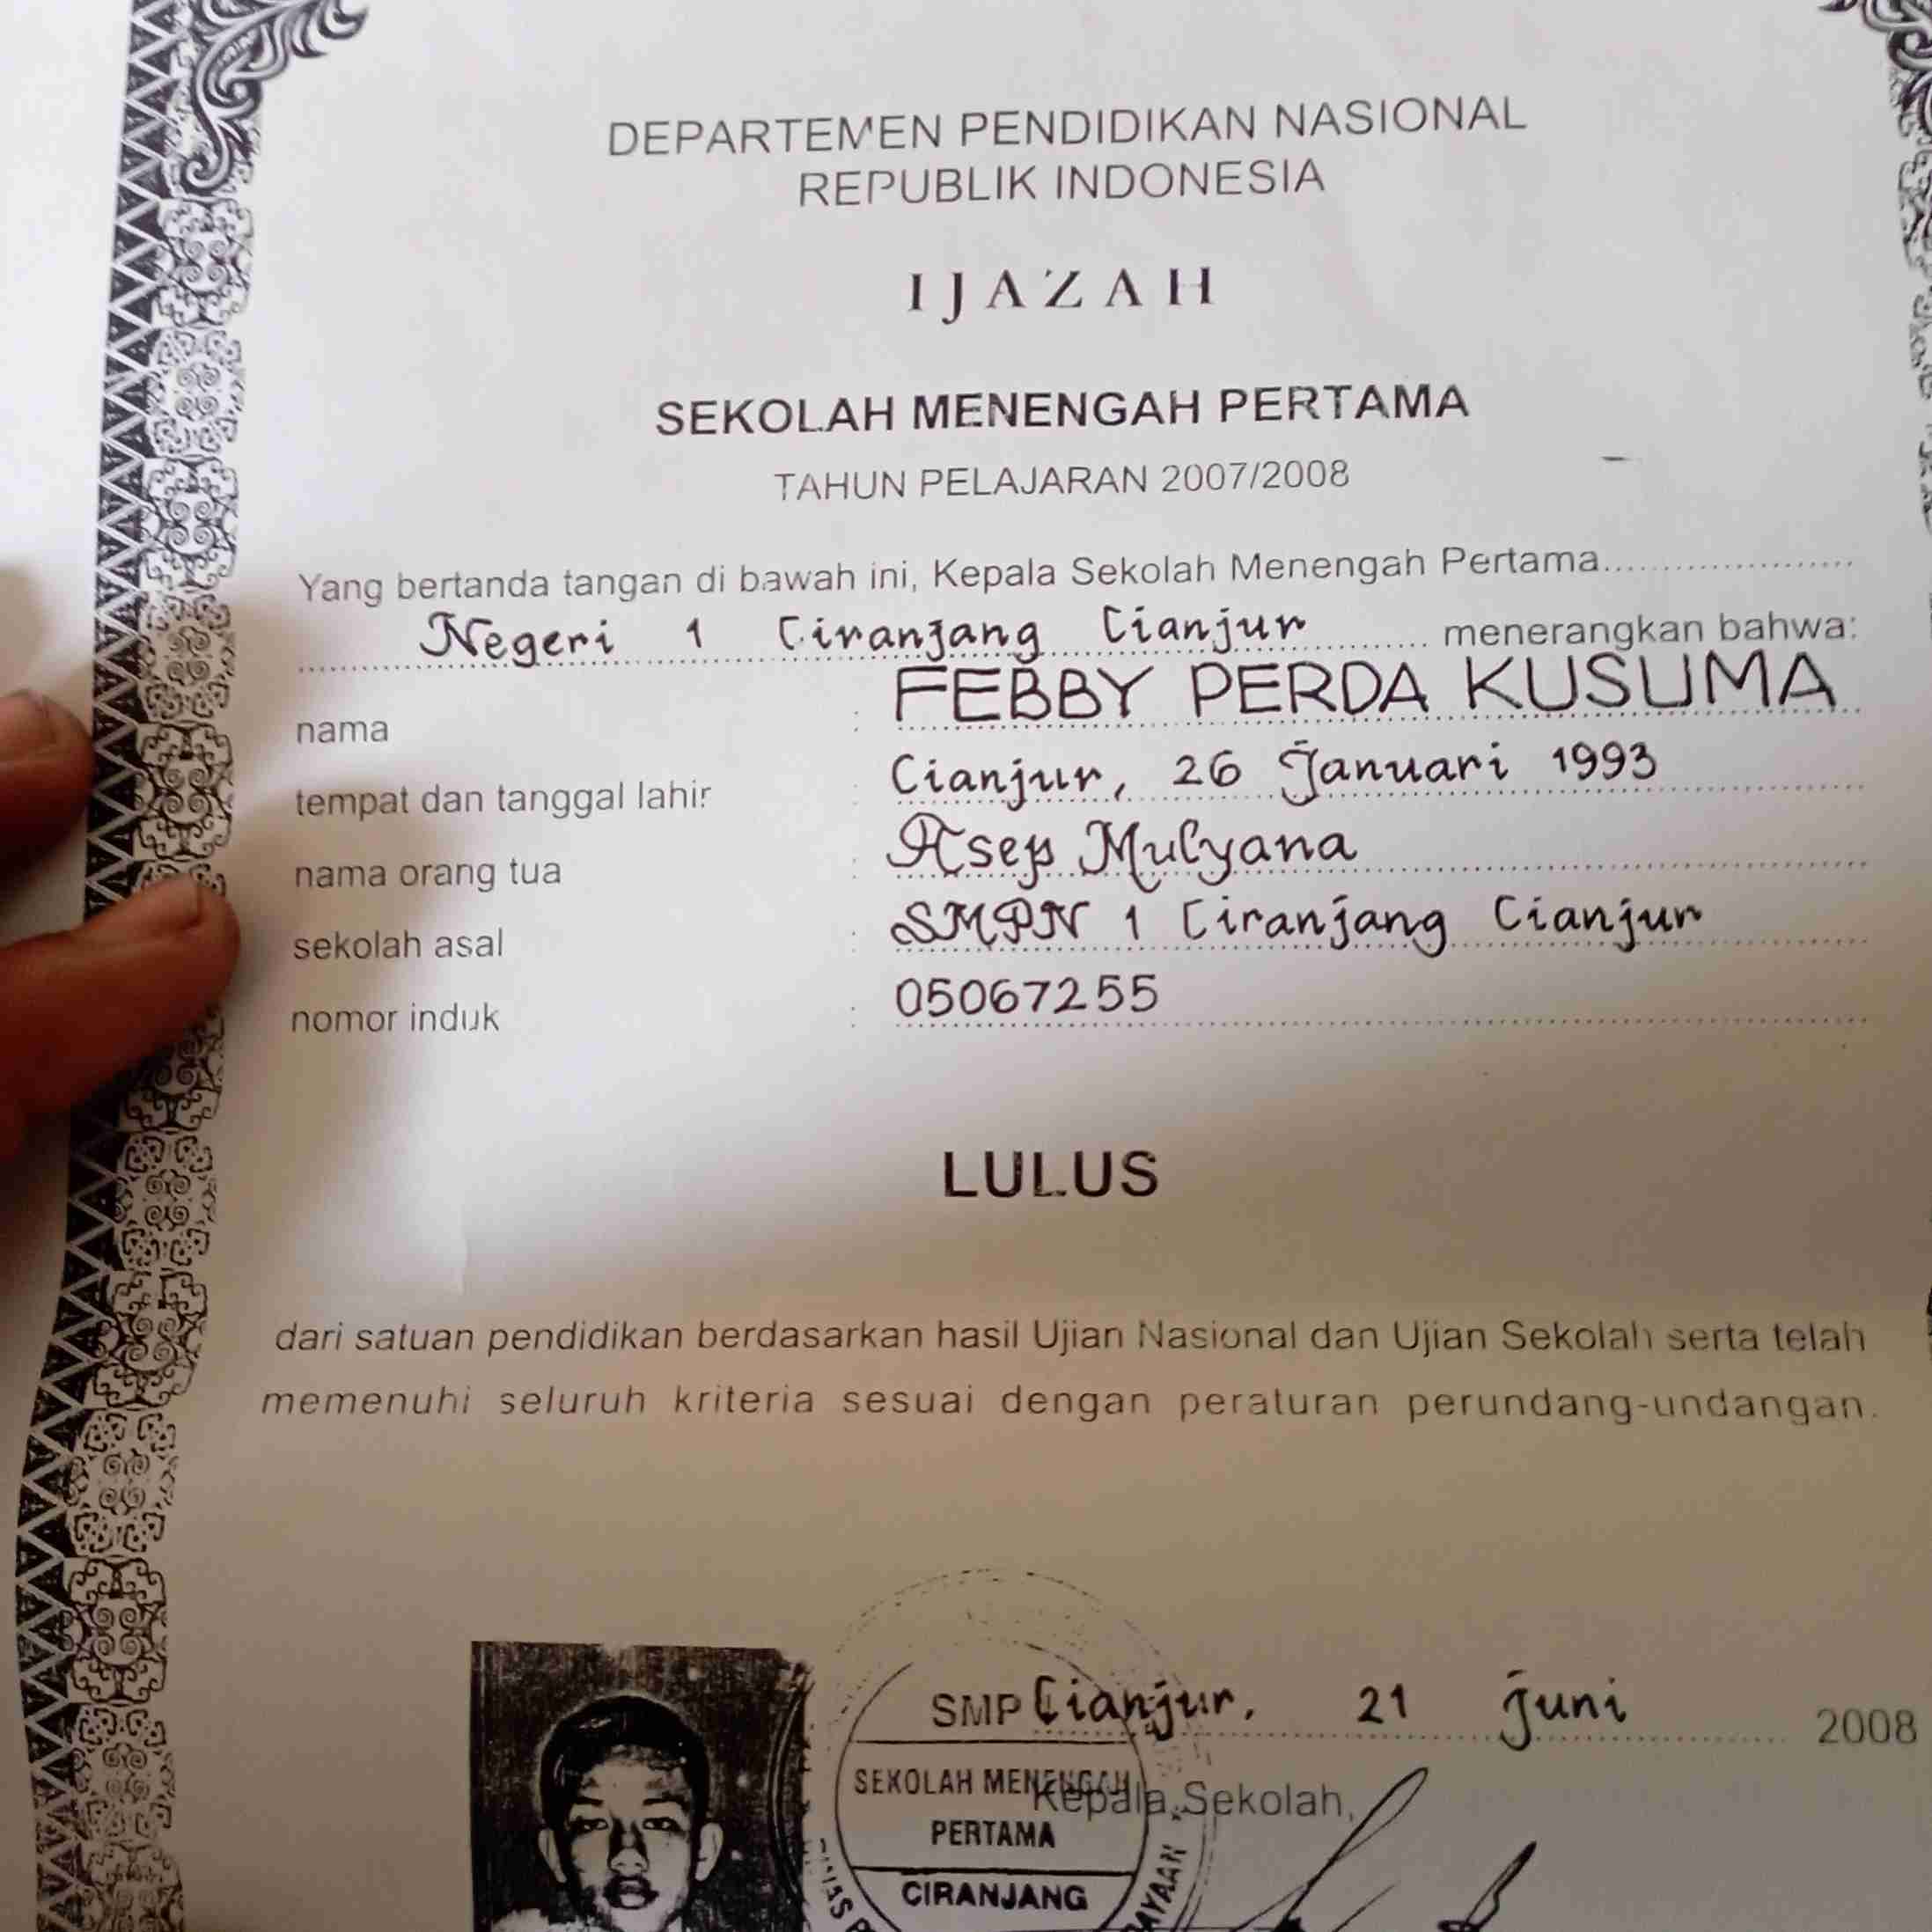 DEPARTEMEN PENDIDIKAN NASIONAL
REPUBLIK INDONESIA
IJAZAH
SEKOLAH MENENGAH PERTAMA
TAHUN PELAJARAN 2007/2008
Yang bertanda tangan di bawah ini, Kepala Sekolah Menengah Pertama
Negeri 1 Ciranjang Cianjur menerangkan bahwa:
nama : FEBBY PERDA KUSUMA
tempat dan tanggal lahir : Cianjur, 26 Januari 1993
nama orang tua : Asep Mulyana
sekolah asal : SMPN 1 Ciranjang Cianjur
nomor induk : 05067255
LULUS
dari satuan pendidikan berdasarkan hasil Ujian Nasional dan Ujian Sekolah serta telah
memenuhi seluruh kriteria sesuai dengan peraturan perundang-undangan.
SMP Cianjur, 21 Juni 2008
Kepala Sekolah,
SEKOLAH MENENGAH
PERTAMA
CIRANJANG